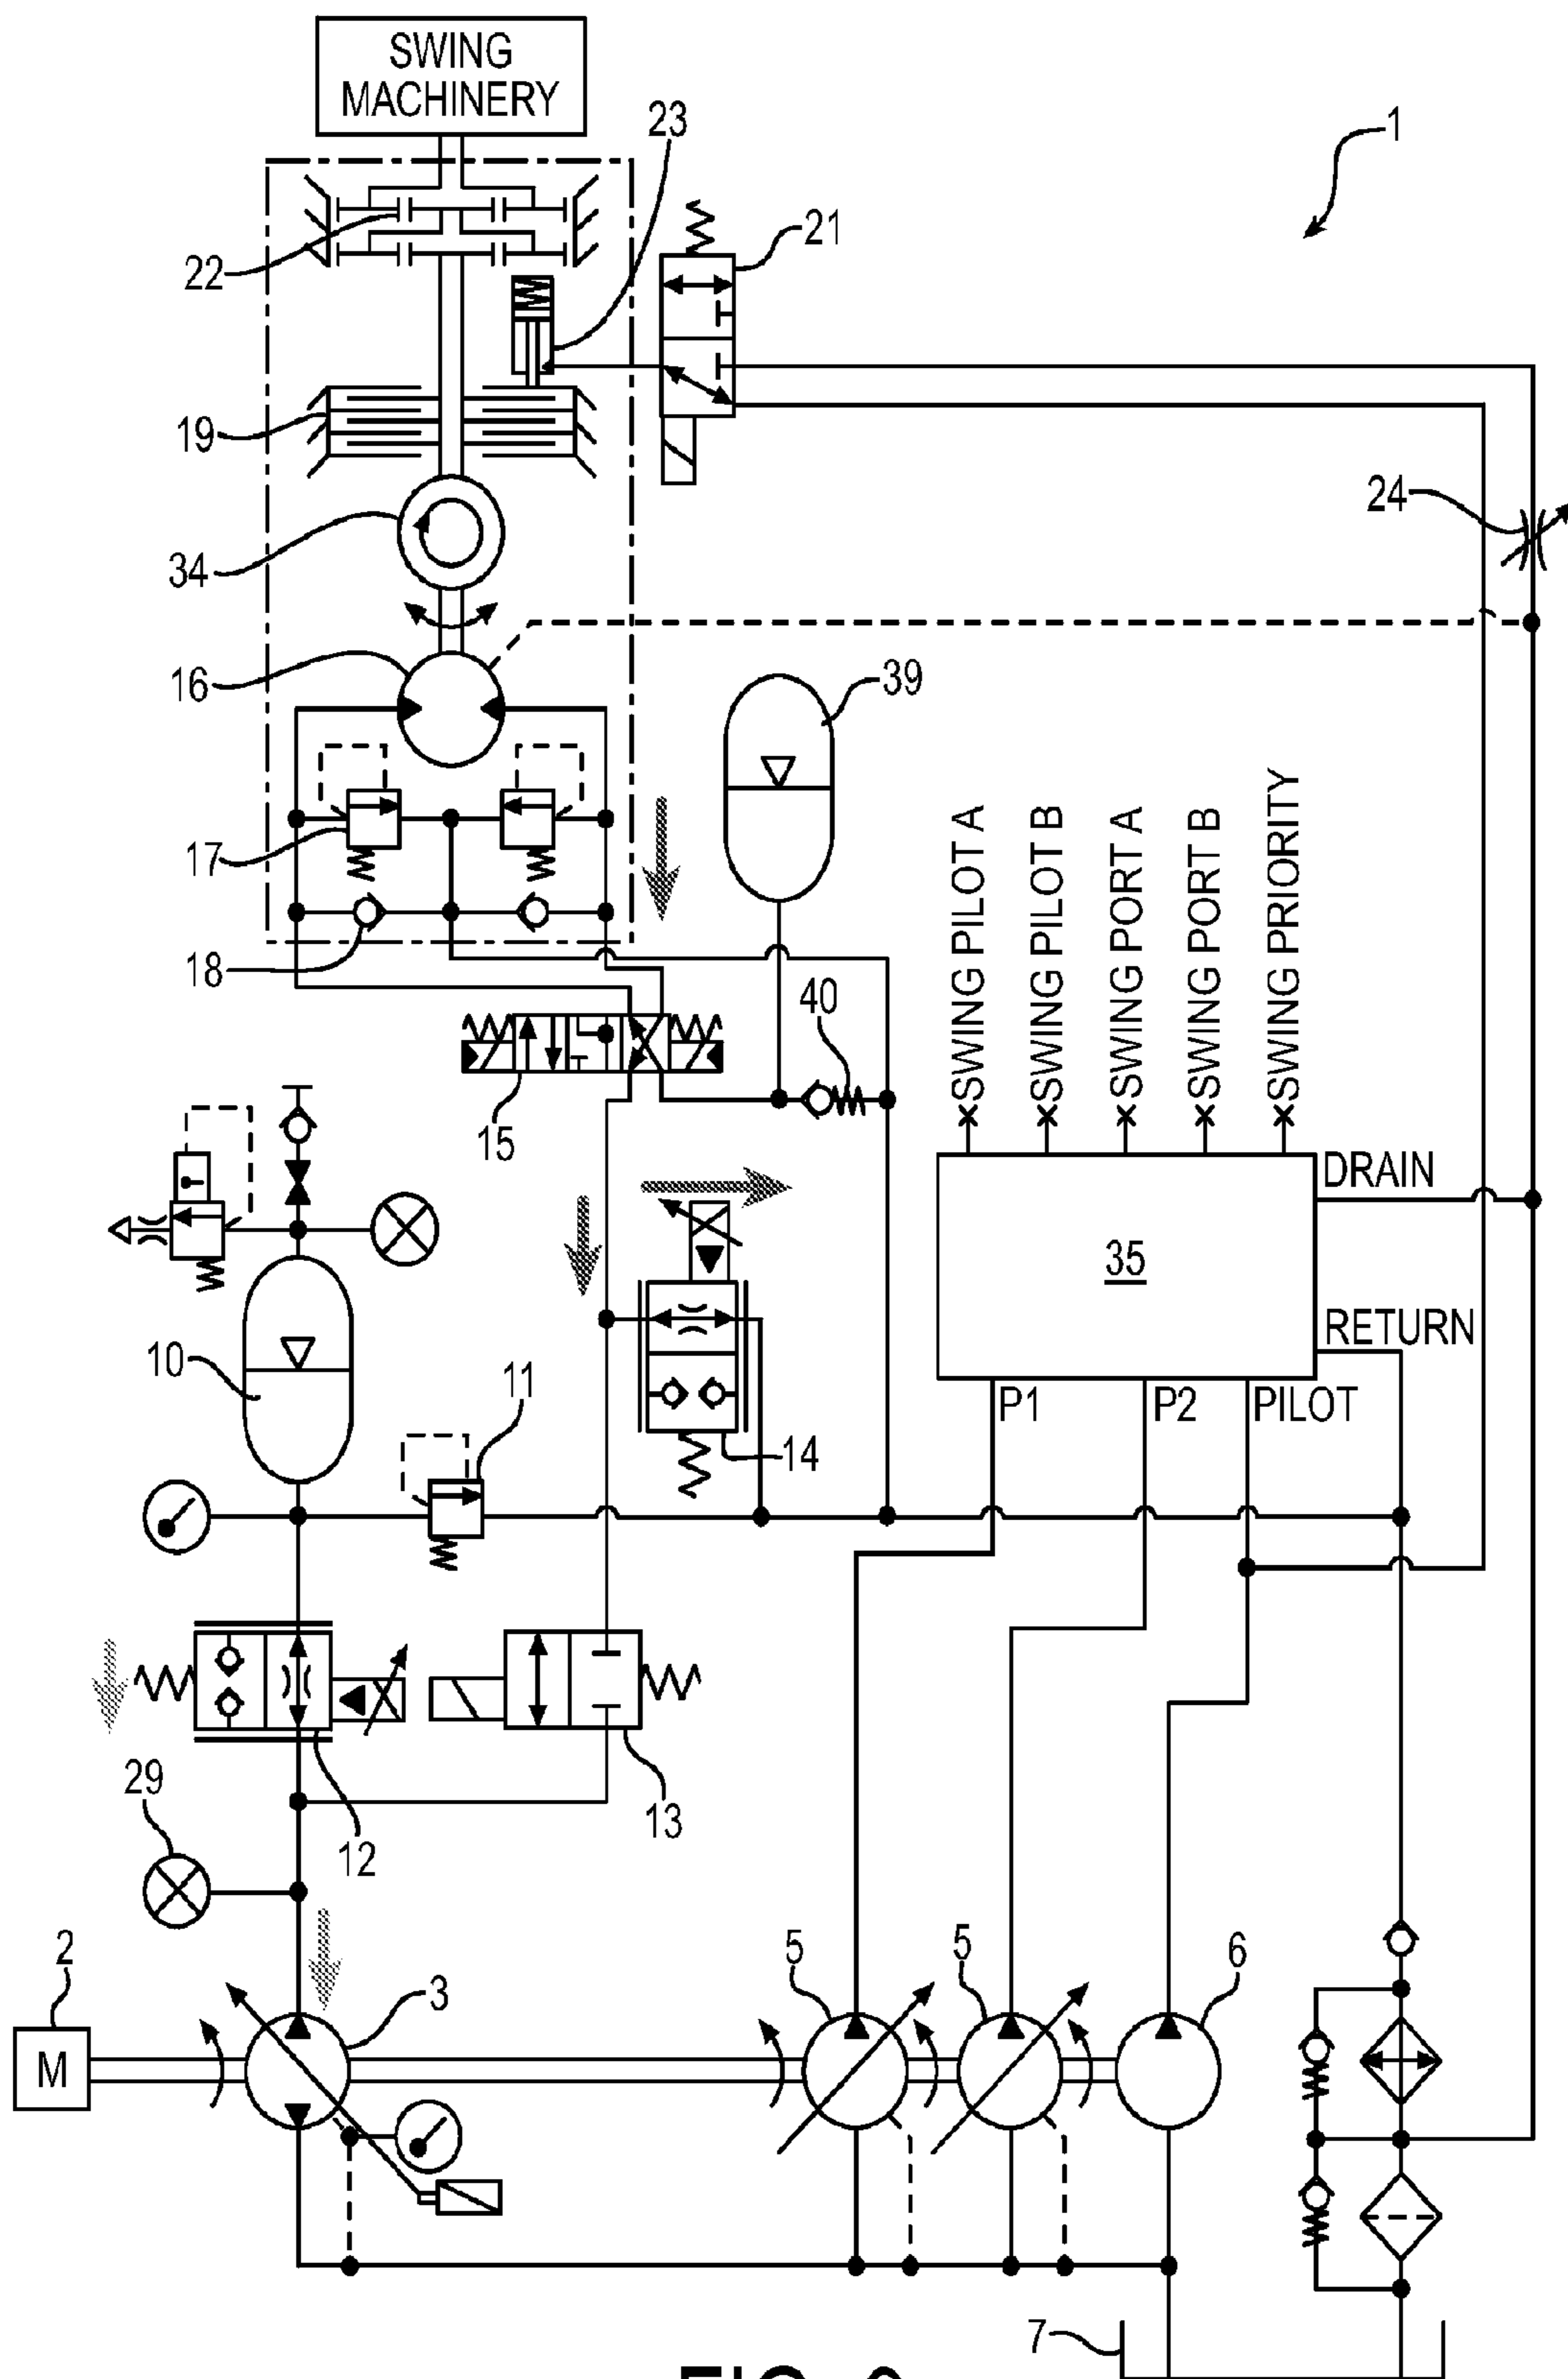 SWING
MACHINERY
23
1
21
22
19
24
34
16
39
17
18
40
15
SWING PILOT A
SWING PILOT B
SWING PORT A
SWING PORT B
SWING PRIORITY
DRAIN
35
RETURN
10
11
14
P1
P2
PILOT
29
12
13
2
M
3
5
5
6
7